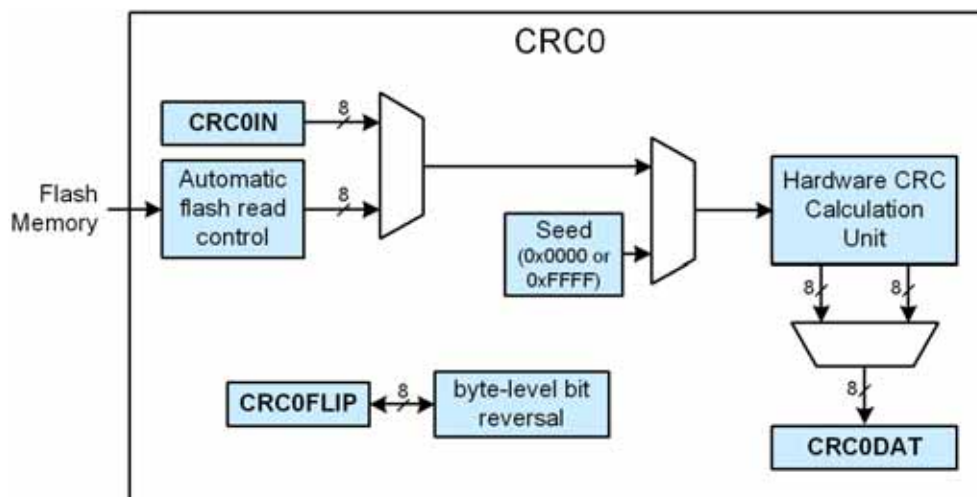 CRC0
CRC0IN
8
Automatic
flash read
control
8
Flash
Memory
Seed
(0x0000 or
0xFFFF)
Hardware CRC
Calculation
Unit
8
8
CRC0FLIP
8
byte-level bit
reversal
8
CRC0DAT